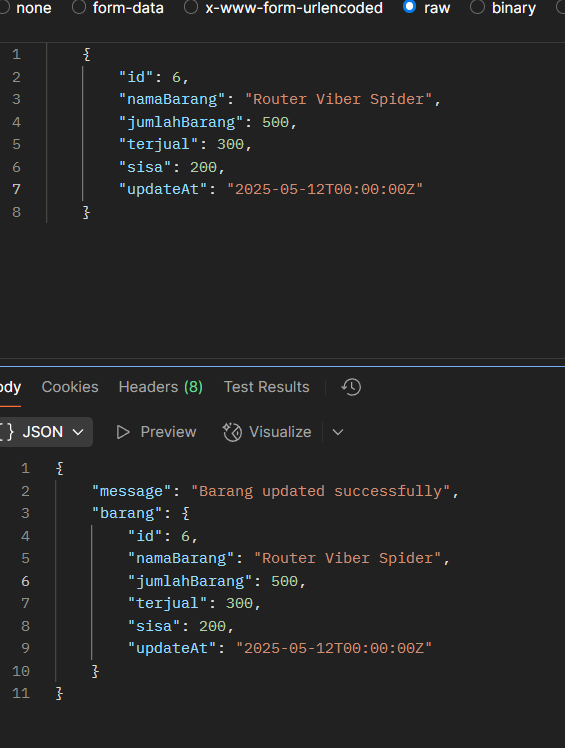 none form-data x-www-form-urlencoded raw binary
1 {
2 "id": 6,
3 "namaBarang": "Router Viber Spider",
4 "jumlahBarang": 500,
5 "terjual": 300,
6 "sisa": 200,
7 "updateAt": "2025-05-12T00:00:00Z"
8 }
ody Cookies Headers (8) Test Results
{} JSON Preview Visualize
1 {
2 "message": "Barang updated successfully",
3 "barang": {
4 "id": 6,
5 "namaBarang": "Router Viber Spider",
6 "jumlahBarang": 500,
7 "terjual": 300,
8 "sisa": 200,
9 "updateAt": "2025-05-12T00:00:00Z"
10 }
11 }